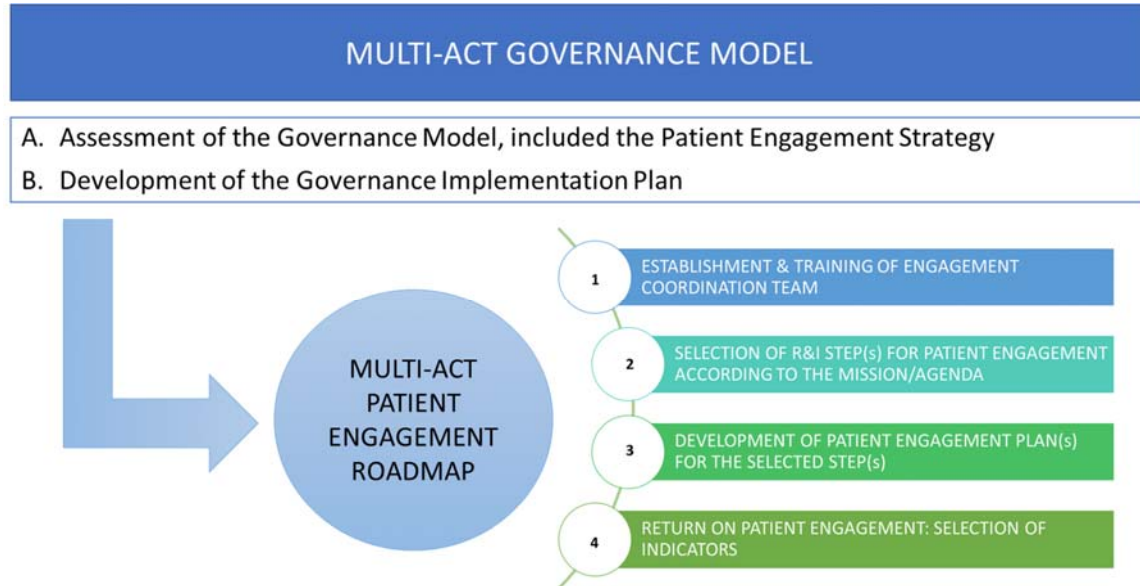 MULTI-ACT GOVERNANCE MODEL
A. Assessment of the Governance Model, included the Patient Engagement Strategy
B. Development of the Governance Implementation Plan
MULTI-ACT
PATIENT
ENGAGEMENT
ROADMAP
1
ESTABLISHMENT & TRAINING OF ENGAGEMENT
COORDINATION TEAM
2
SELECTION OF R&I STEP(s) FOR PATIENT ENGAGEMENT
ACCORDING TO THE MISSION/AGENDA
3
DEVELOPMENT OF PATIENT ENGAGEMENT PLAN(s)
FOR THE SELECTED STEP(s)
4
RETURN ON PATIENT ENGAGEMENT: SELECTION OF
INDICATORS